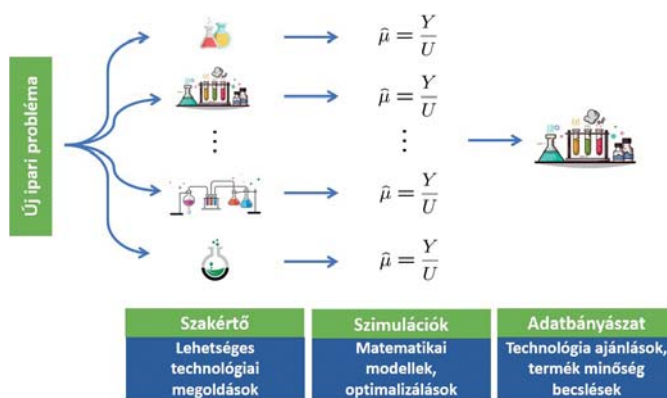 Új ipari probléma
μ̂ = Y/U
μ̂ = Y/U
⋮ ⋮
μ̂ = Y/U
μ̂ = Y/U
Szakértő
Lehetséges
technológiai
megoldások
Szimulációk
Matematikai
modellek,
optimalizálások
Adatbányászat
Technológia ajánlások,
termék minőség
becslések